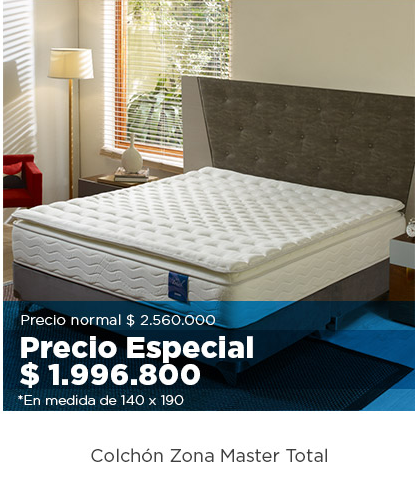 Precio normal $ 2.560.000
Precio Especial
$ 1.996.800
*En medida de 140 x 190
Colchón Zona Master Total